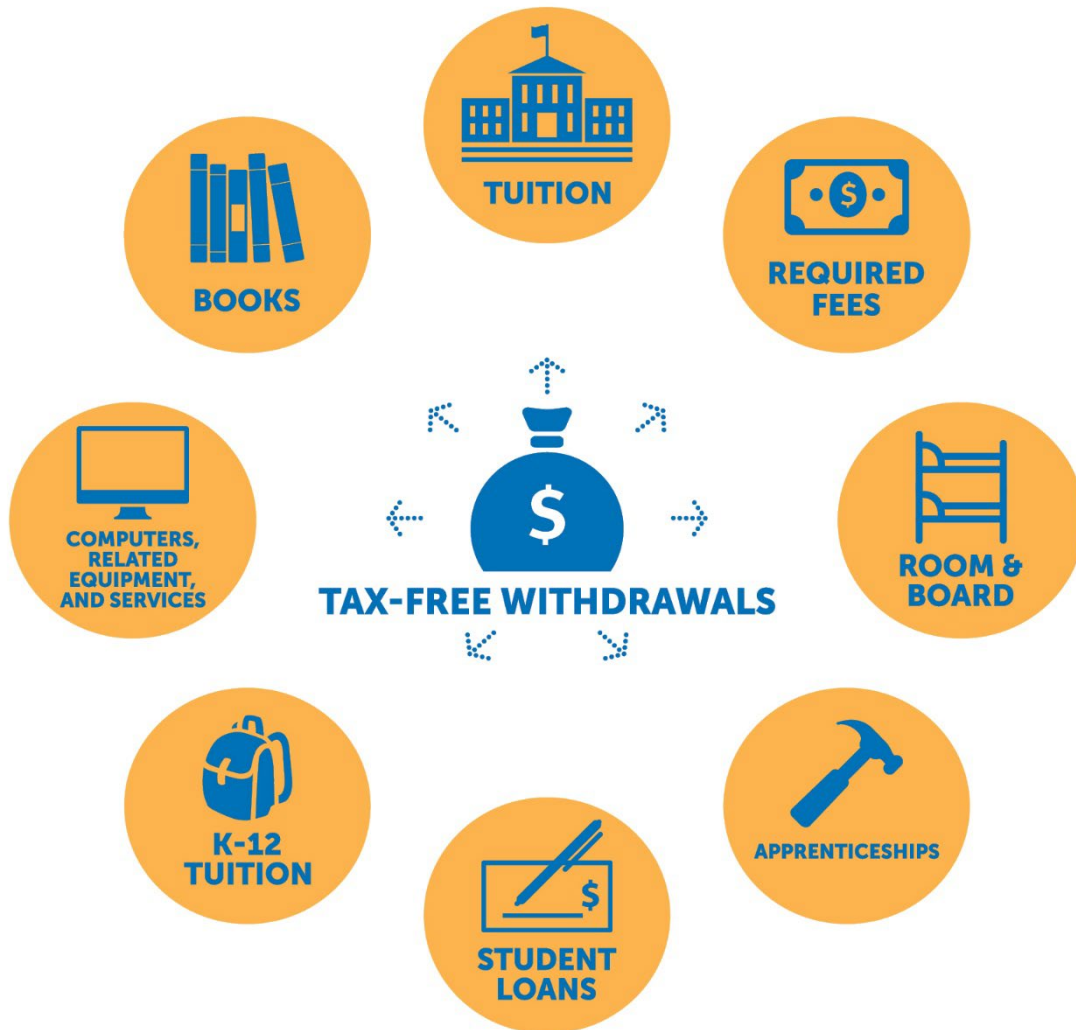 TUITION
$
REQUIRED
FEES
ROOM &
BOARD
APPRENTICESHIPS
$
STUDENT
LOANS
K-12
TUITION
COMPUTERS,
RELATED
EQUIPMENT,
AND SERVICES
BOOKS
$
TAX-FREE WITHDRAWALS